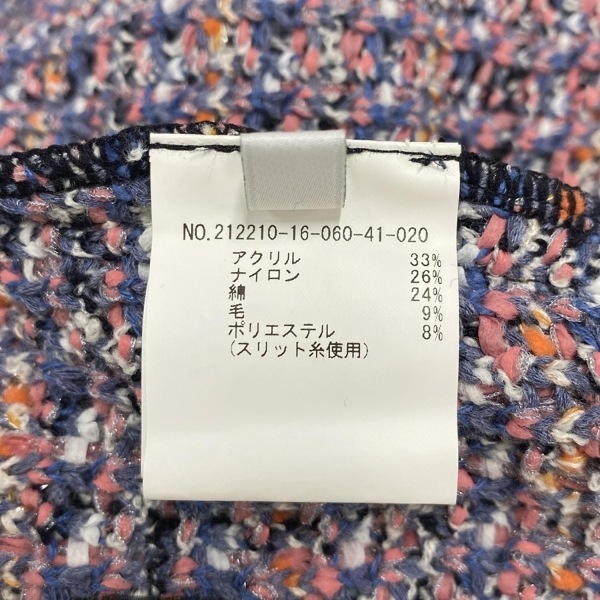 NO.212210-16-060-41-020
アクリル 33%
ナイロン 26%
綿 24%
毛 9%
ポリエステル 8%
(スリット糸使用)